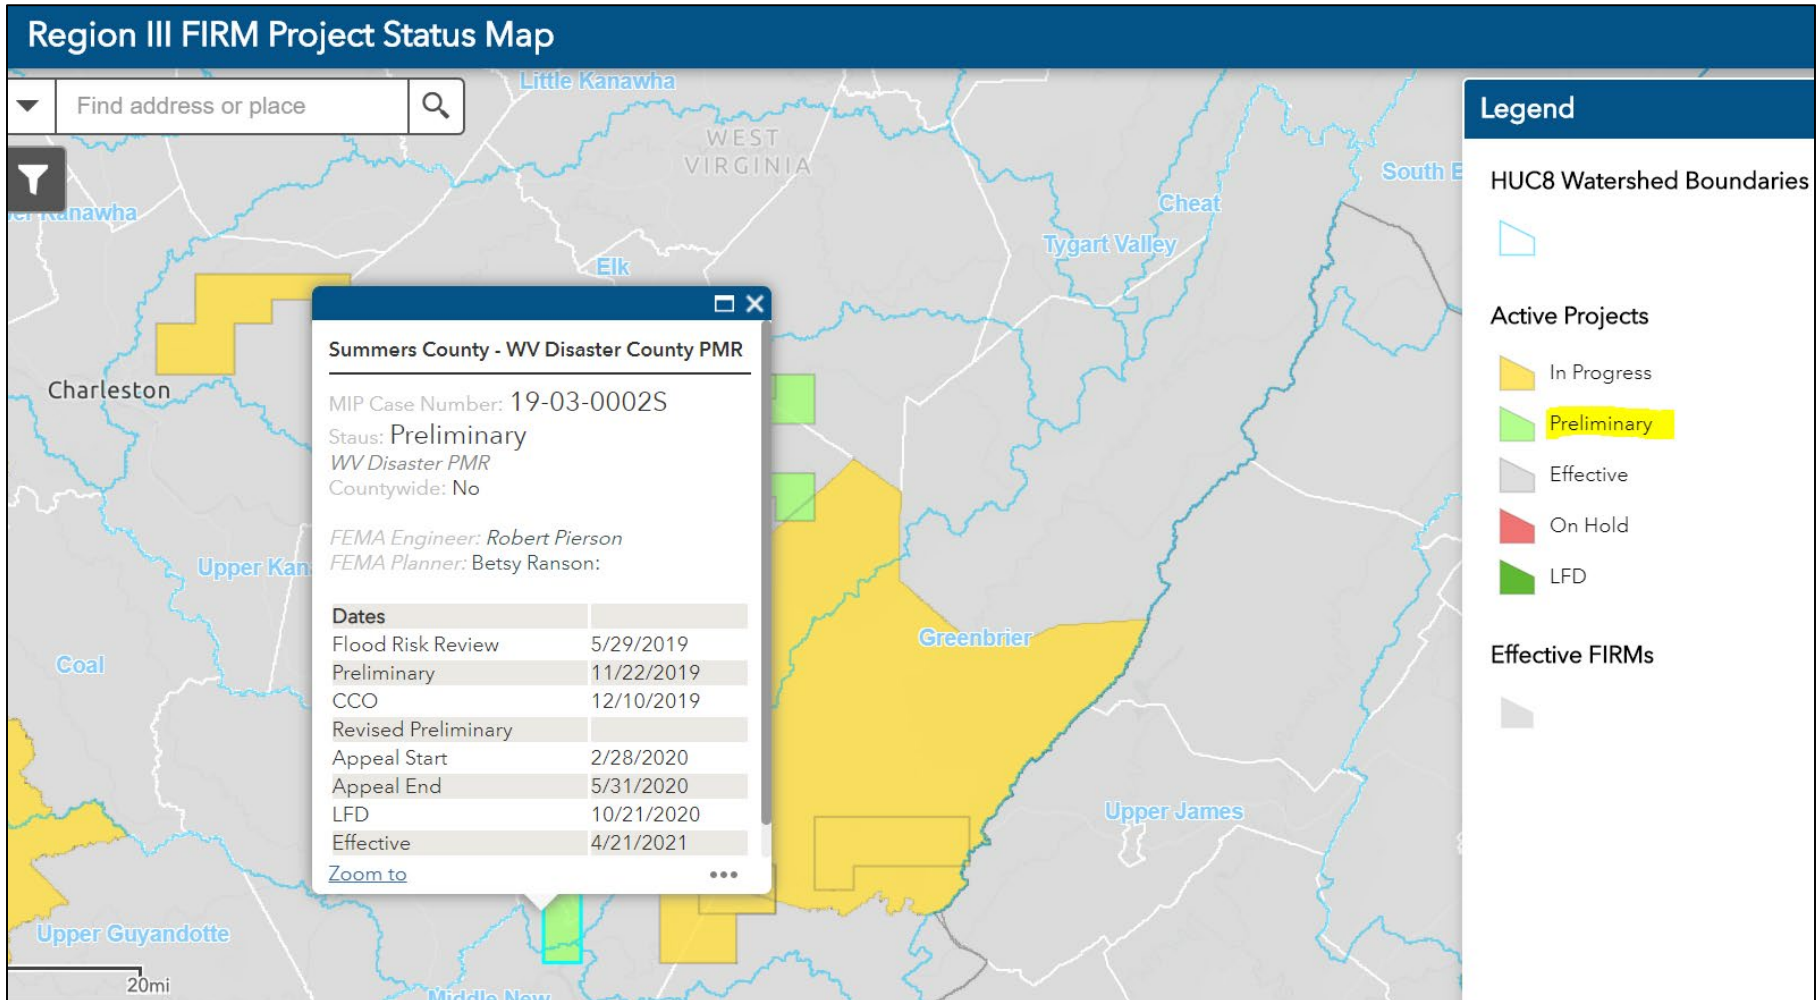 Region III FIRM Project Status Map
Find address or place
Little Kanawha
WEST
VIRGINIA
Cheat
Tygart Valley
Elk
Charleston
Coal
Greenbrier
Upper James
Upper Guyandotte
20mi
Summers County - WV Disaster County PMR
MIP Case Number: 19-03-0002S
Staus: Preliminary
WV Disaster PMR
Countywide: No
FEMA Engineer: Robert Pierson
FEMA Planner: Betsy Ranson:
Dates
Flood Risk Review 5/29/2019
Preliminary 11/22/2019
CCO 12/10/2019
Revised Preliminary
Appeal Start 2/28/2020
Appeal End 5/31/2020
LFD 10/21/2020
Effective 4/21/2021
Zoom to
Upper Kan
South
Middle New
Legend
HUC8 Watershed Boundaries
Active Projects
In Progress
Preliminary
Effective
On Hold
LFD
Effective FIRMs